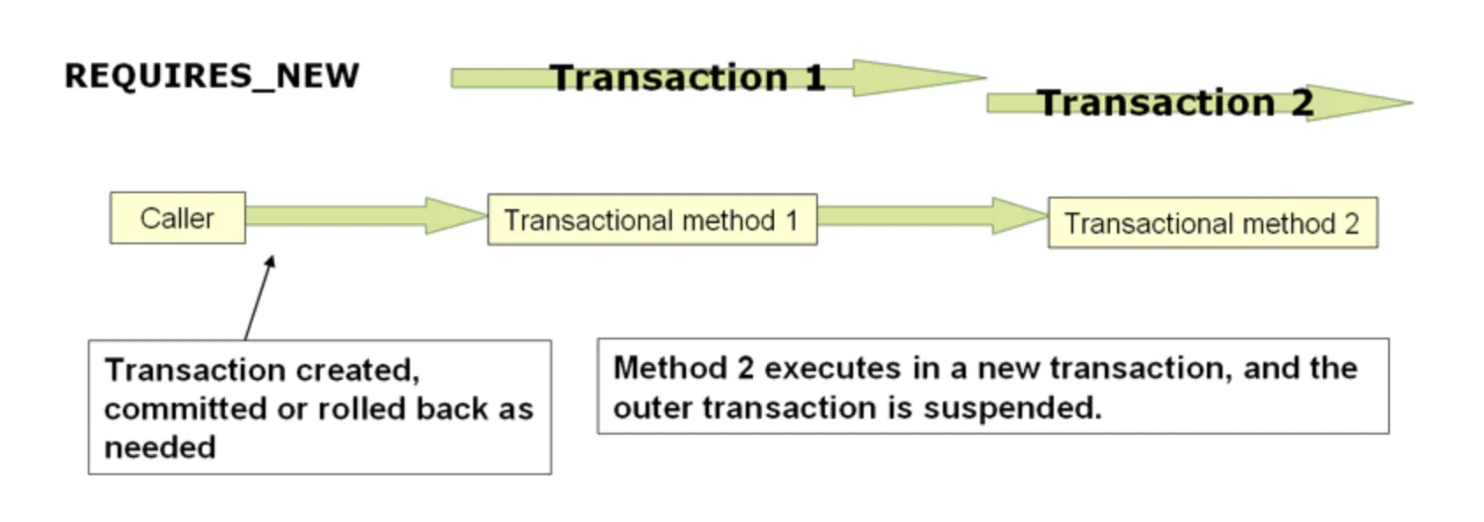 REQUIRES_NEW
Transaction 1
Transaction 2
Caller
Transactional method 1
Transactional method 2
Transaction created,
committed or rolled back as
needed
Method 2 executes in a new transaction, and the
outer transaction is suspended.